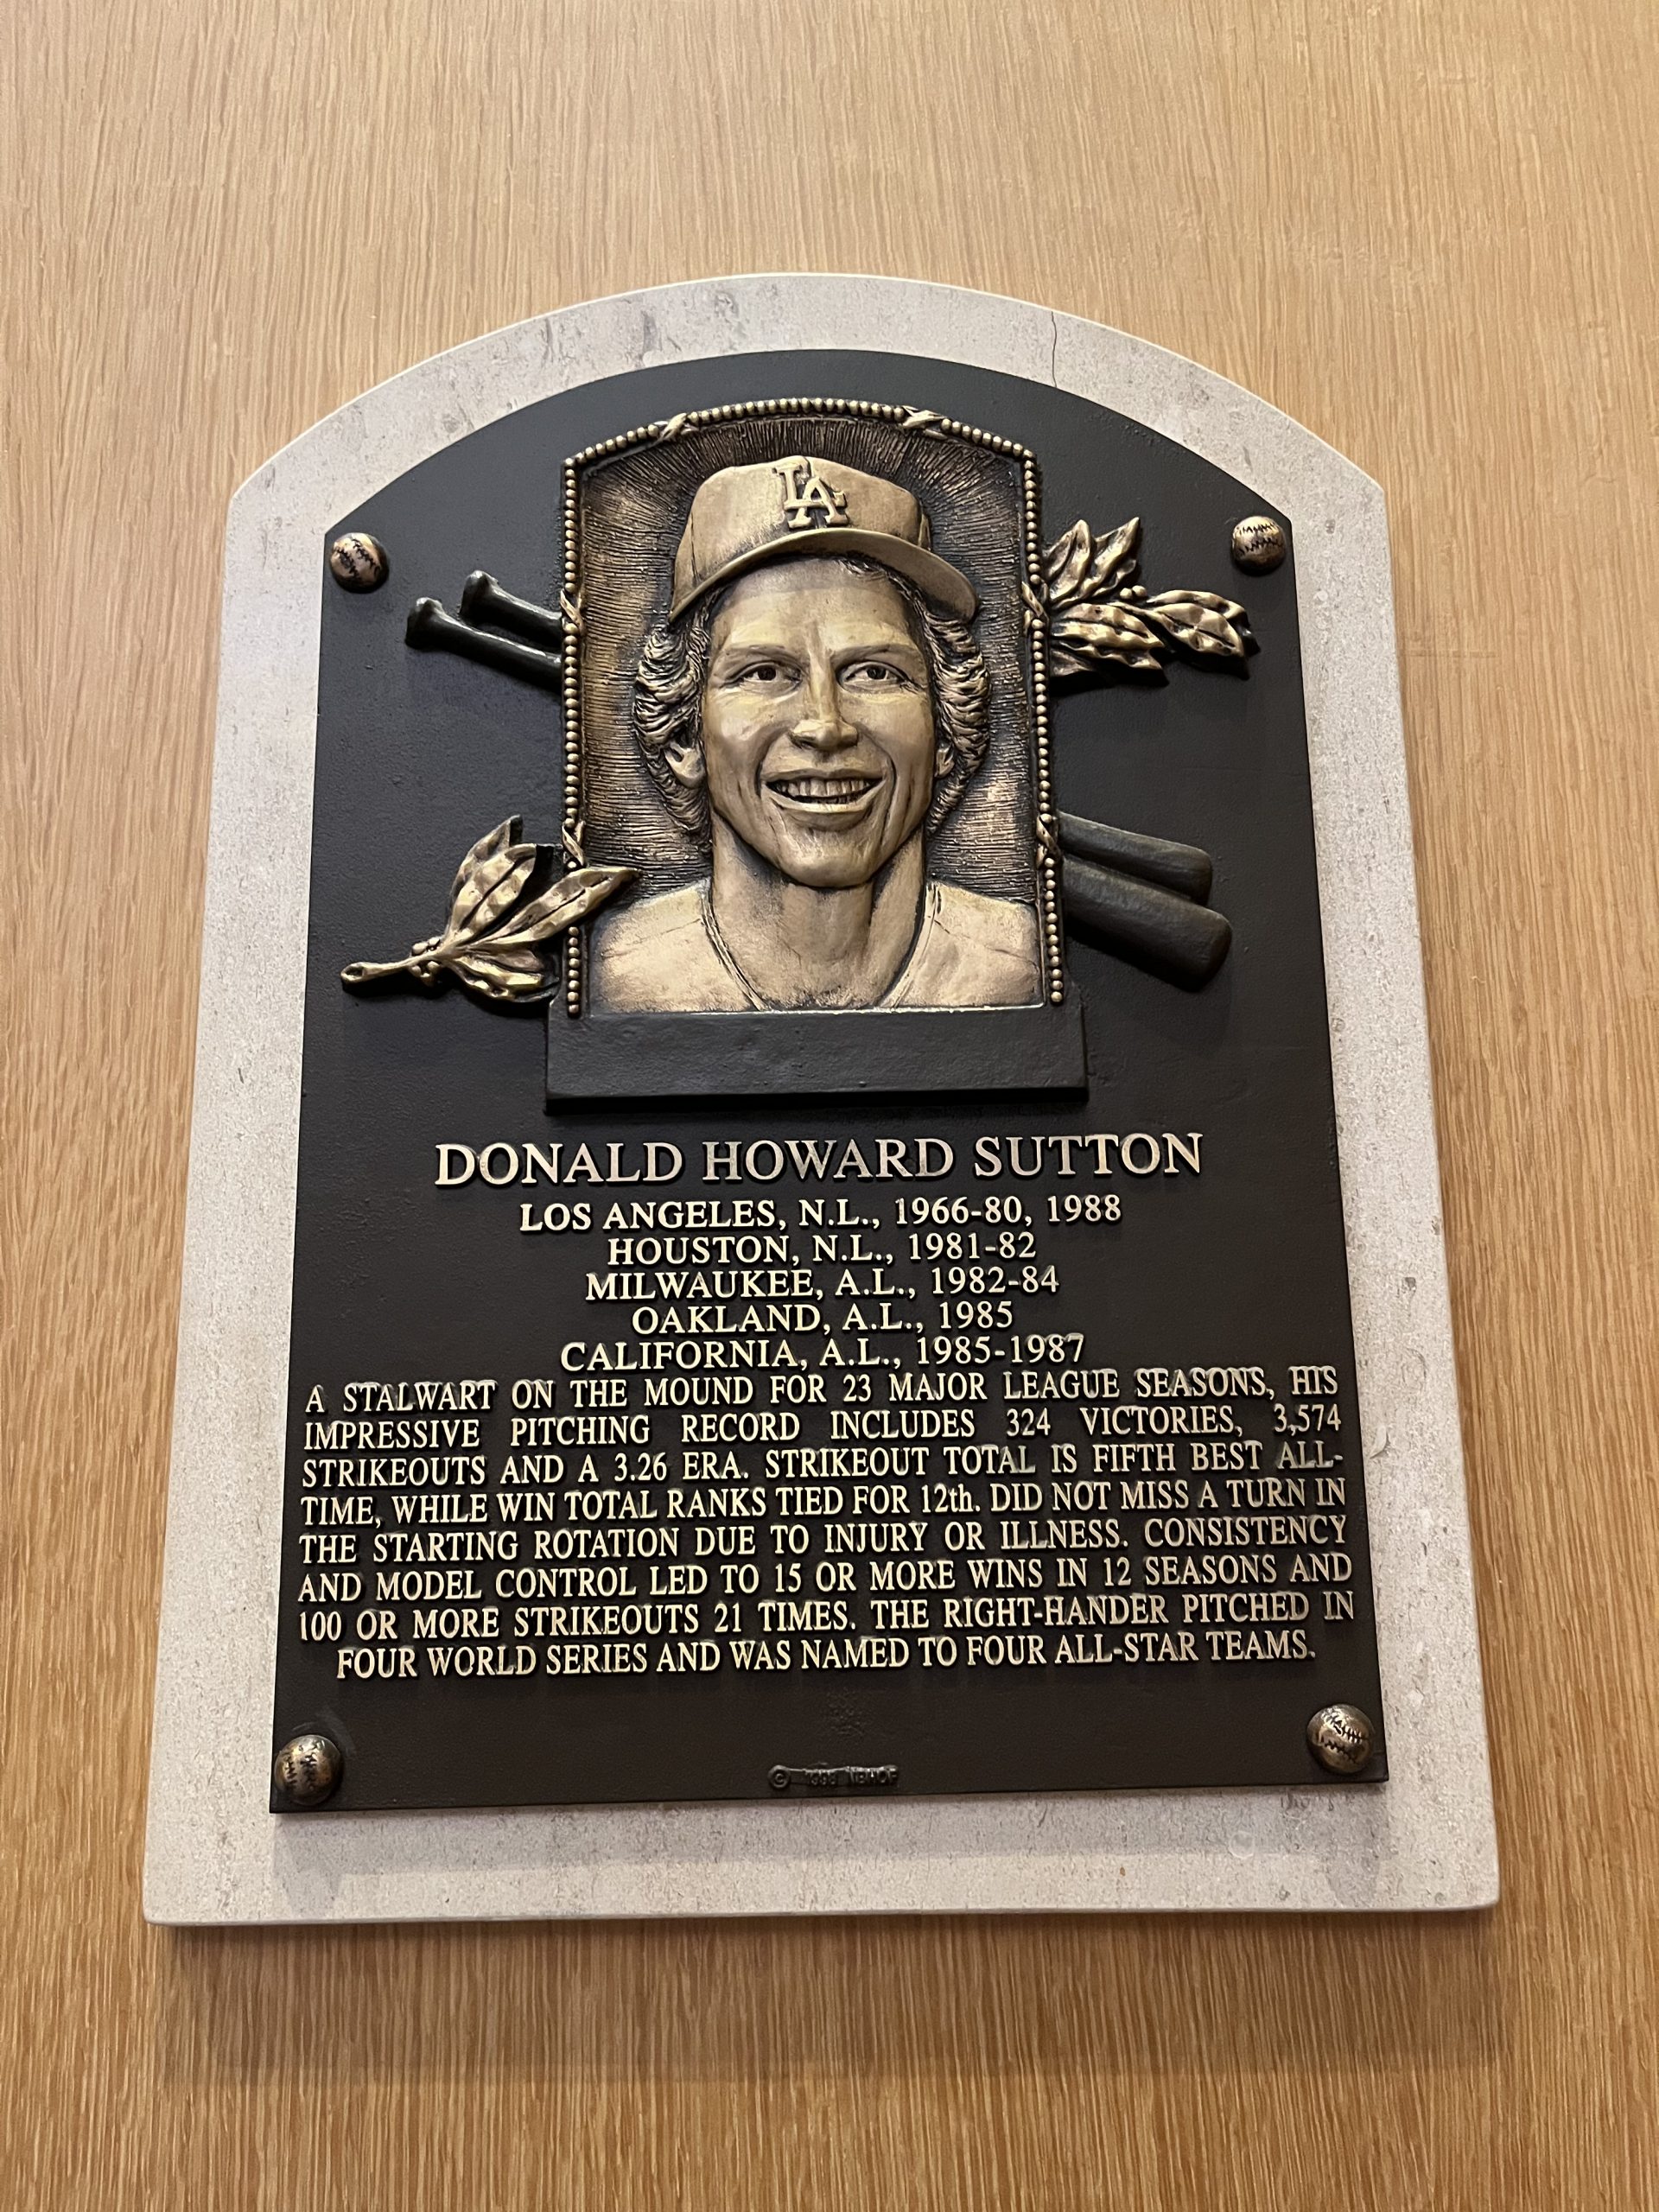 LA
DONALD HOWARD SUTTON
LOS ANGELES, N.L., 1966-80, 1988
HOUSTON, N.L., 1981-82
MILWAUKEE, A.L., 1982-84
OAKLAND, A.L., 1985
CALIFORNIA, A.L., 1985-1987
A STALWART ON THE MOUND FOR 23 MAJOR LEAGUE SEASONS, HIS
IMPRESSIVE PITCHING RECORD INCLUDES 324 VICTORIES, 3,574
STRIKEOUTS AND A 3.26 ERA. STRIKEOUT TOTAL IS FIFTH BEST ALL-
TIME, WHILE WIN TOTAL RANKS TIED FOR 12th. DID NOT MISS A TURN IN
THE STARTING ROTATION DUE TO INJURY OR ILLNESS. CONSISTENCY
AND MODEL CONTROL LED TO 15 OR MORE WINS IN 12 SEASONS AND
100 OR MORE STRIKEOUTS 21 TIMES. THE RIGHT-HANDER PITCHED IN
FOUR WORLD SERIES AND WAS NAMED TO FOUR ALL-STAR TEAMS.
©